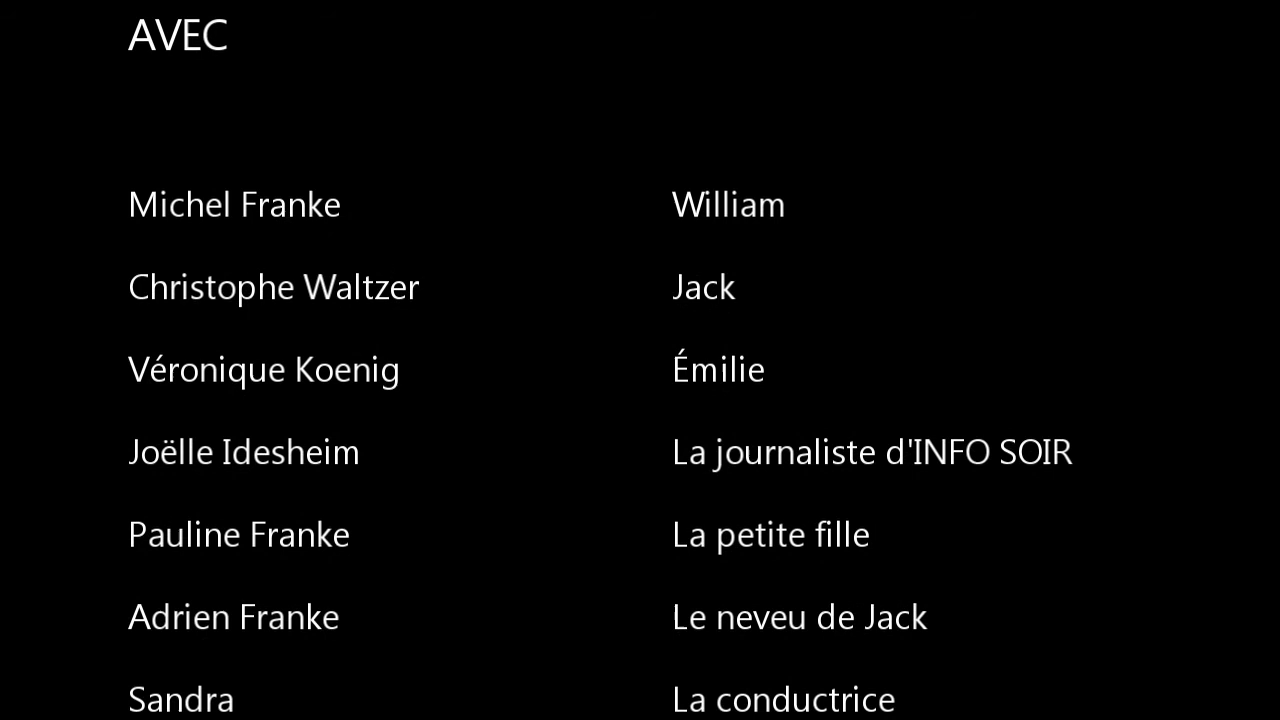 AVEC
Michel Franke William
Christophe Waltzer Jack
Véronique Koenig Émilie
Joëlle Idesheim La journaliste d'INFO SOIR
Pauline Franke La petite fille
Adrien Franke Le neveu de Jack
Sandra La conductrice